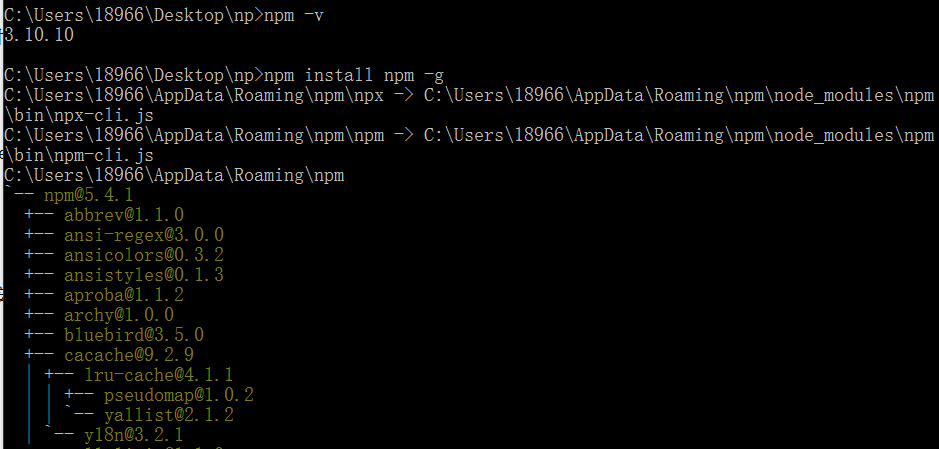 C:\Users\18966\Desktop\np>npm -v
3.10.10
C:\Users\18966\Desktop\np>npm install npm -g
C:\Users\18966\AppData\Roaming\npm\npx -> C:\Users\18966\AppData\Roaming\npm\node_modules\npm
\bin\npx-cli.js
C:\Users\18966\AppData\Roaming\npm\npm -> C:\Users\18966\AppData\Roaming\npm\node_modules\npm
\bin\npm-cli.js
C:\Users\18966\AppData\Roaming\npm
`-- npm@5.4.1
  +-- abbrev@1.1.0
  +-- ansi-regex@3.0.0
  +-- ansicolors@0.3.2
  +-- ansistyles@0.1.3
  +-- aproba@1.1.2
  +-- archy@1.0.0
  +-- bluebird@3.5.0
  +-- cacache@9.2.9
  | +-- lru-cache@4.1.1
  | | +-- pseudomap@1.0.2
  | | `-- yallist@2.1.2
  | `-- y18n@3.2.1